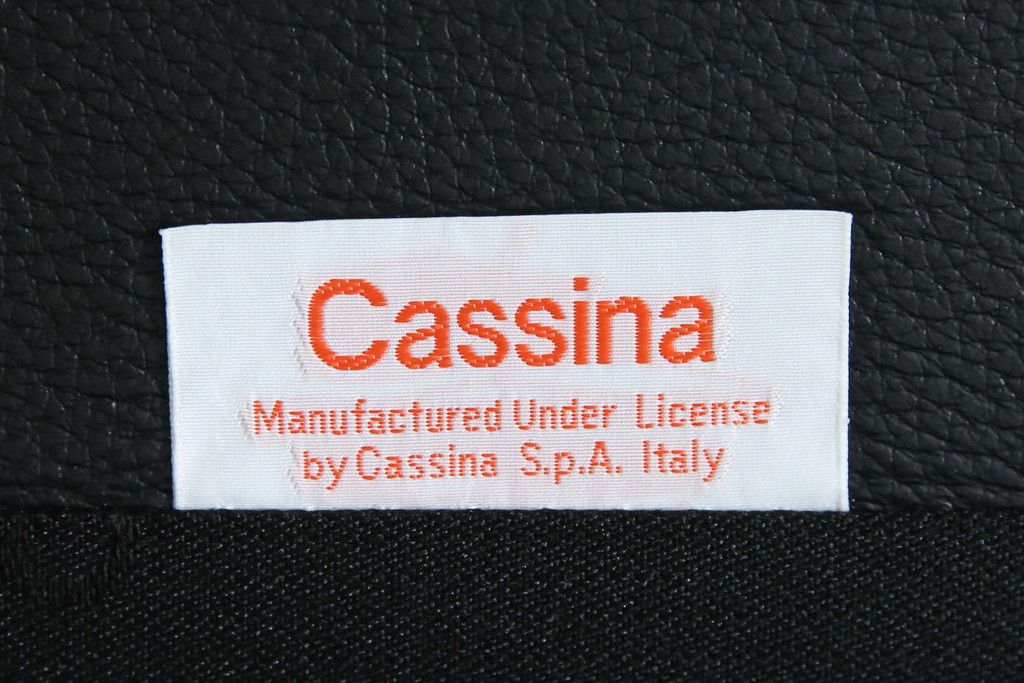 Cassina
Manufactured Under License
by Cassina S.p.A. Italy